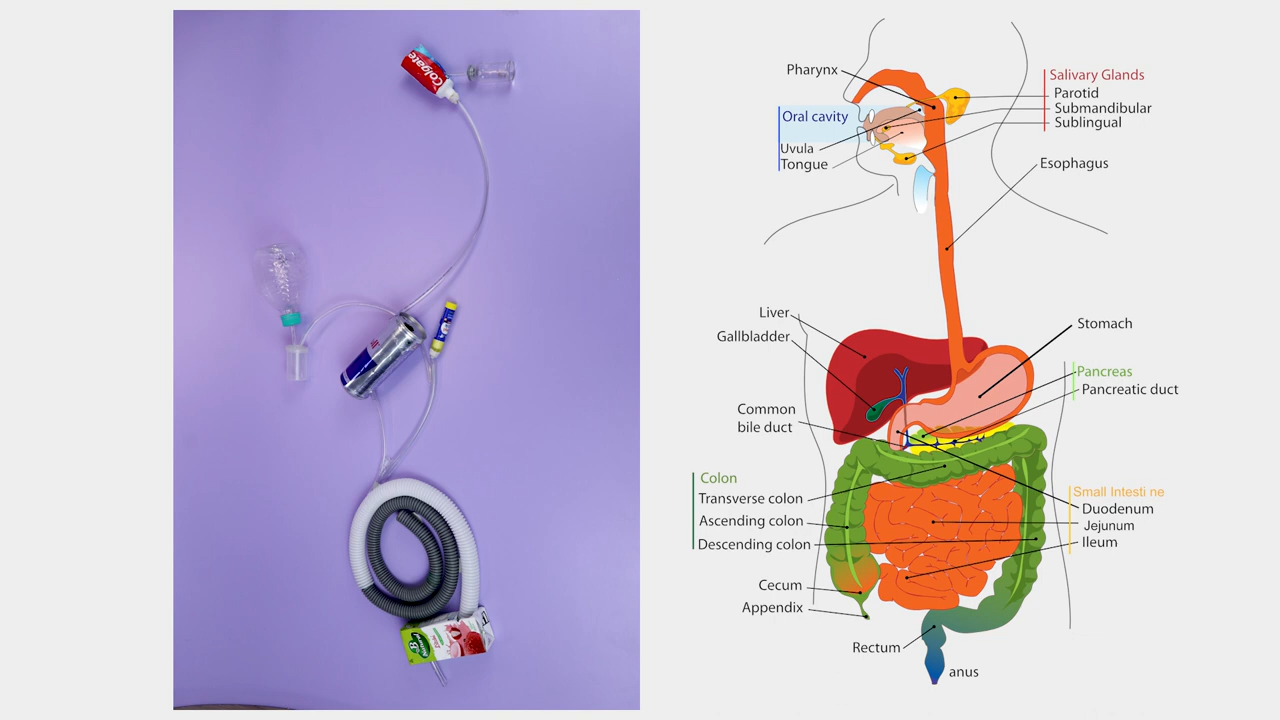 Colgate
Pharynx
Oral cavity
Uvula
Tongue
Salivary Glands
Parotid
Submandibular
Sublingual
Esophagus
Liver
Gallbladder
Common
bile duct
Stomach
Pancreas
Pancreatic duct
Colon
Transverse colon
Ascending colon
Descending colon
Small Intesti ne
Duodenum
Jejunum
Ileum
Cecum
Appendix
Rectum
anus